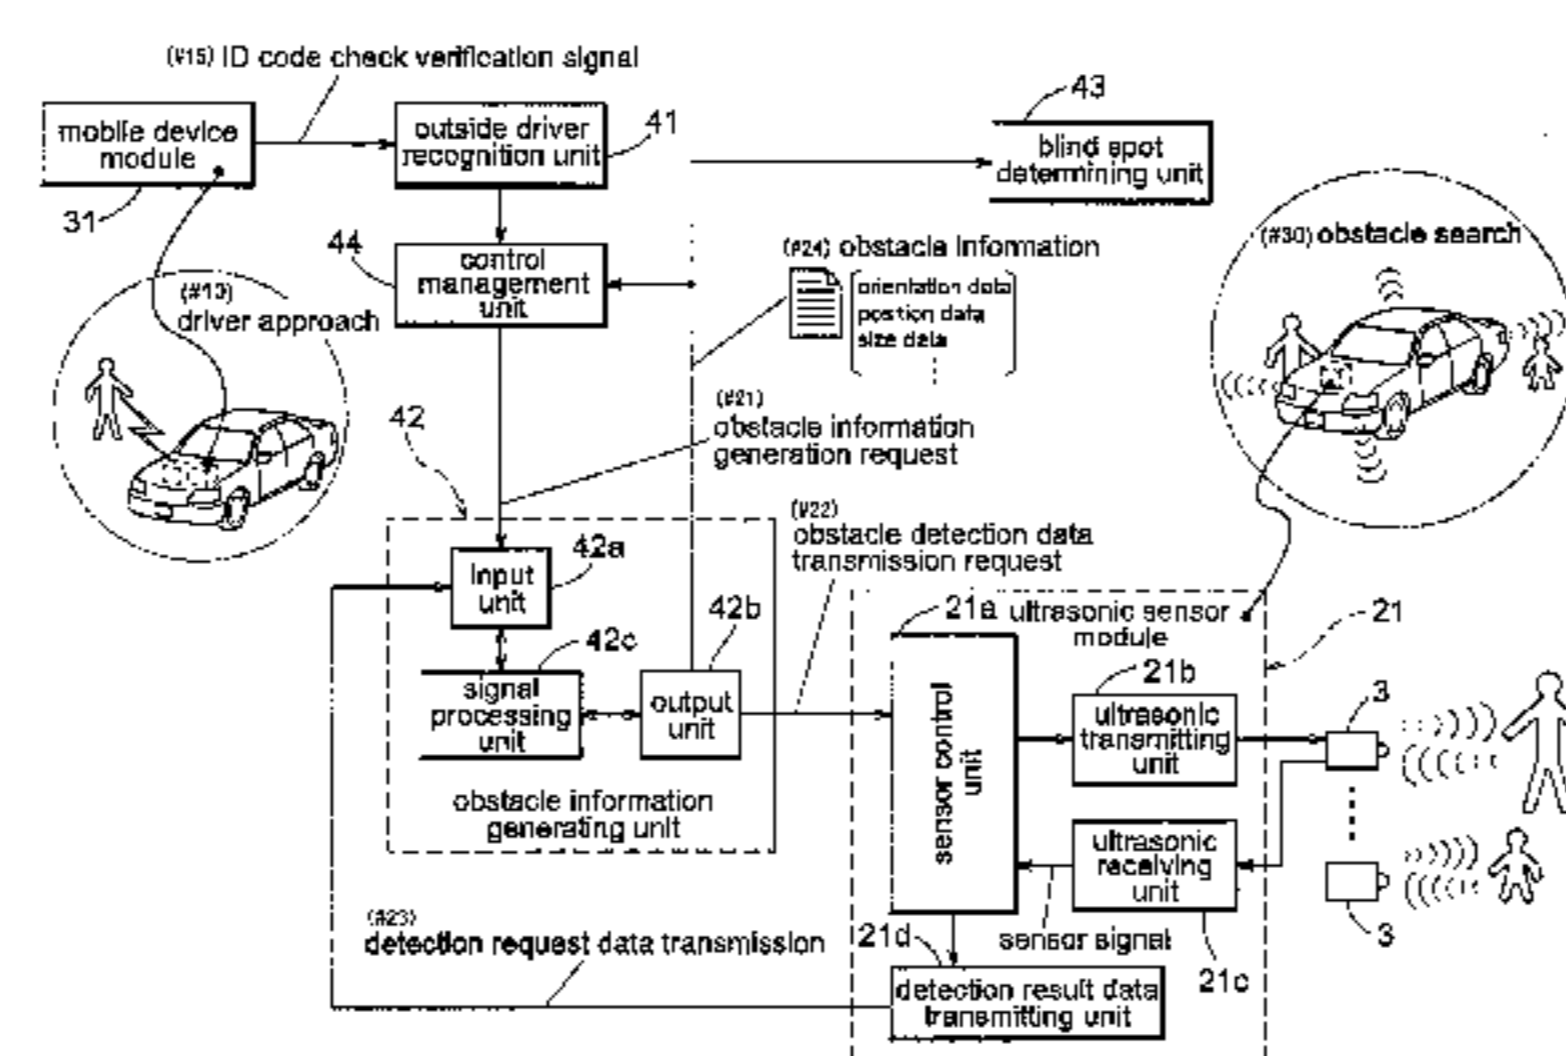 (#15) ID code check verification signal
mobile device
module
31
outside driver
recognition unit
41
43
blind spot
determining unit
44
control
management
unit
(#24) obstacle information
orientation data
position data
size data
(#30) obstacle search
driver approach
(#21)
obstacle information
generation request
42
(#22)
obstacle detection data
transmission request
input
unit
42a
42c
42b
signal
processing
unit
output
unit
obstacle information
generating unit
21a
ultrasonic sensor
module
21
sensor control
unit
21b
ultrasonic
transmitting
unit
3
ultrasonic
receiving
unit
3
sensor signal
21c
(#23)
detection request data transmission
21d
detection result data
transmitting unit